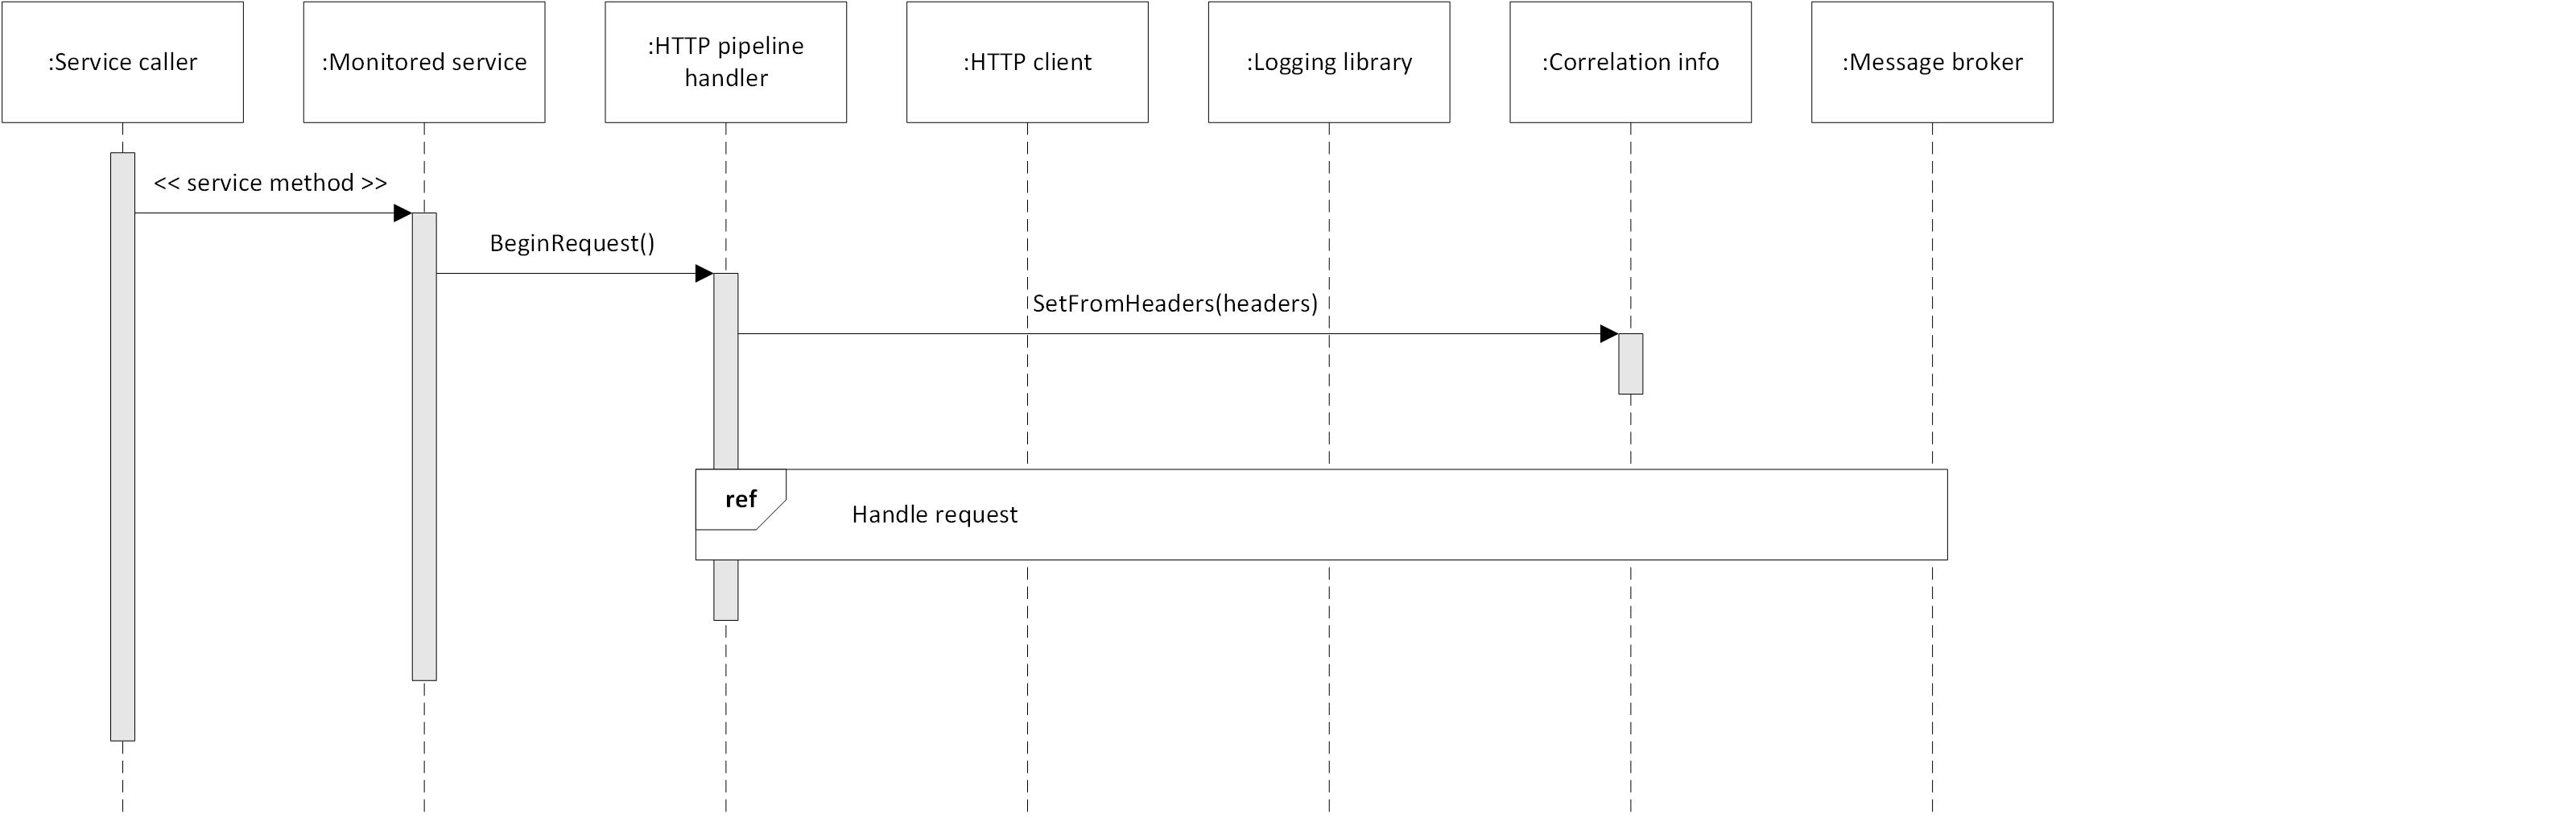 :Service caller
:Monitored service
:HTTP pipeline
handler
:HTTP client
:Logging library
:Correlation info
:Message broker
<< service method >>
BeginRequest()
SetFromHeaders(headers)
ref
Handle request